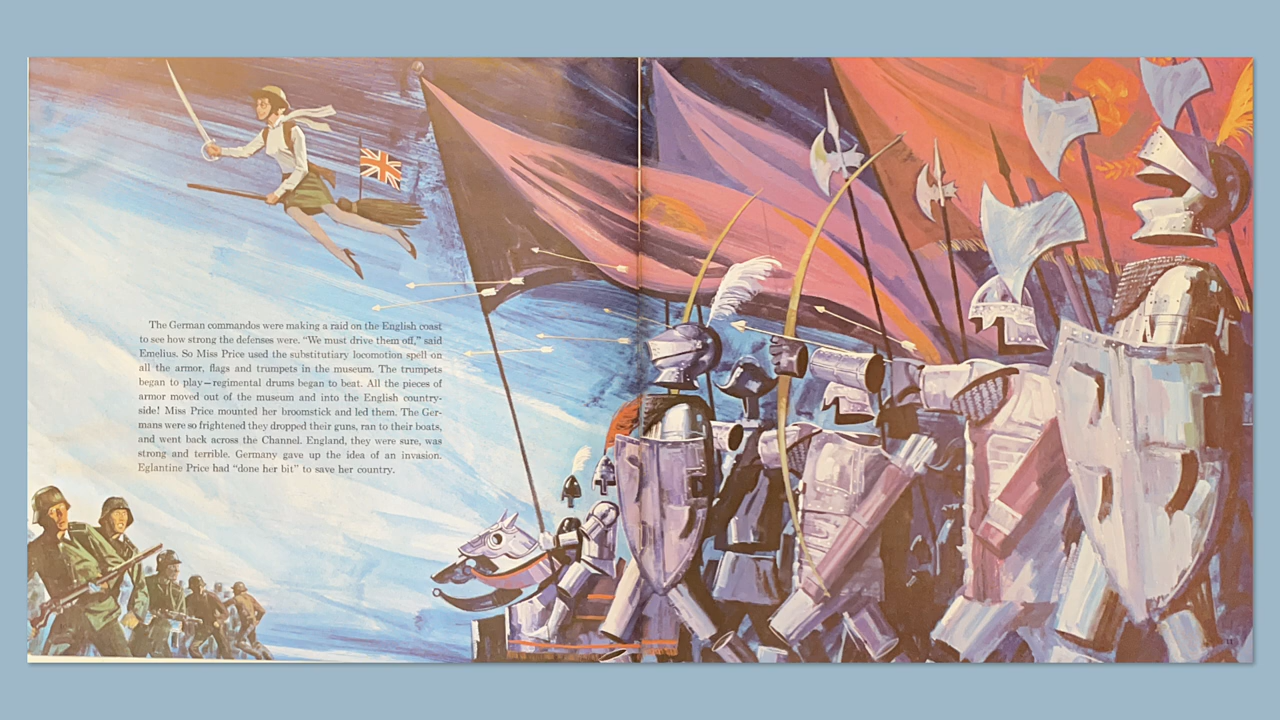 The German commandos were making a raid on the English coast
to see how strong the defenses were. “We must drive them off,” said
Emelius. So Miss Price used the substitutiary locomotion spell on
all the armor, flags and trumpets in the museum. The trumpets
began to play—regimental drums began to beat. All the pieces of
armor moved out of the museum and into the English country-
side! Miss Price mounted her broomstick and led them. The Ger-
mans were so frightened they dropped their guns, ran to their boats,
and went back across the Channel. England, they were sure, was
strong and terrible. Germany gave up the idea of an invasion.
Eglantine Price had “done her bit” to save her country.